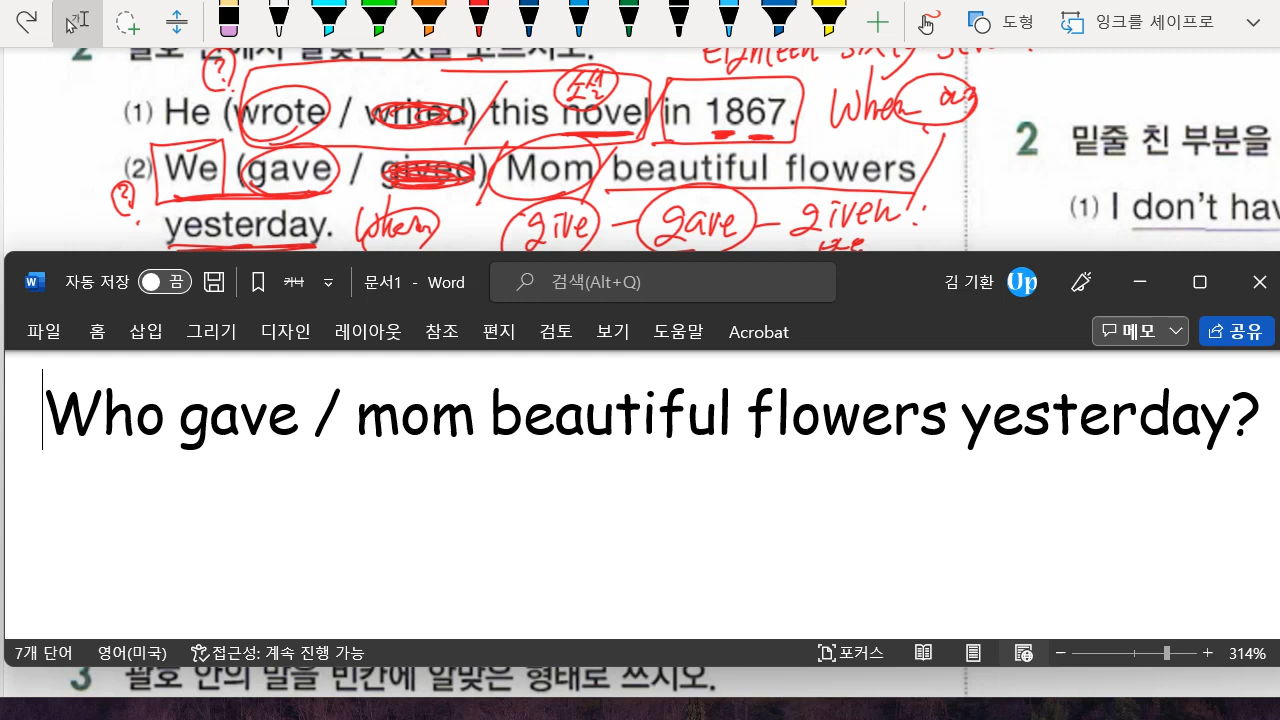 도형
잉크를 셰이프로
2 괄호 안에서 알맞은 것을 고르시오.
(1) He (wrote / writed) this novel in 1867.
소설
When
(2) We (gave / gived) Mom beautiful flowers
yesterday.
When
give - gave - given
2 밑줄 친 부분을
(1) I don't hav
자동 저장 끔 가나 문서1 - Word 검색(Alt+Q) 김 기환 Up
파일 홈 삽입 그리기 디자인 레이아웃 참조 편지 검토 보기 도움말 Acrobat 메모 공유
Who gave / mom beautiful flowers yesterday?
7개 단어 영어(미국) 접근성: 계속 진행 가능 포커스 314%
3 괄호 안의 말을 빈칸에 알맞은 형태로 쓰시오.